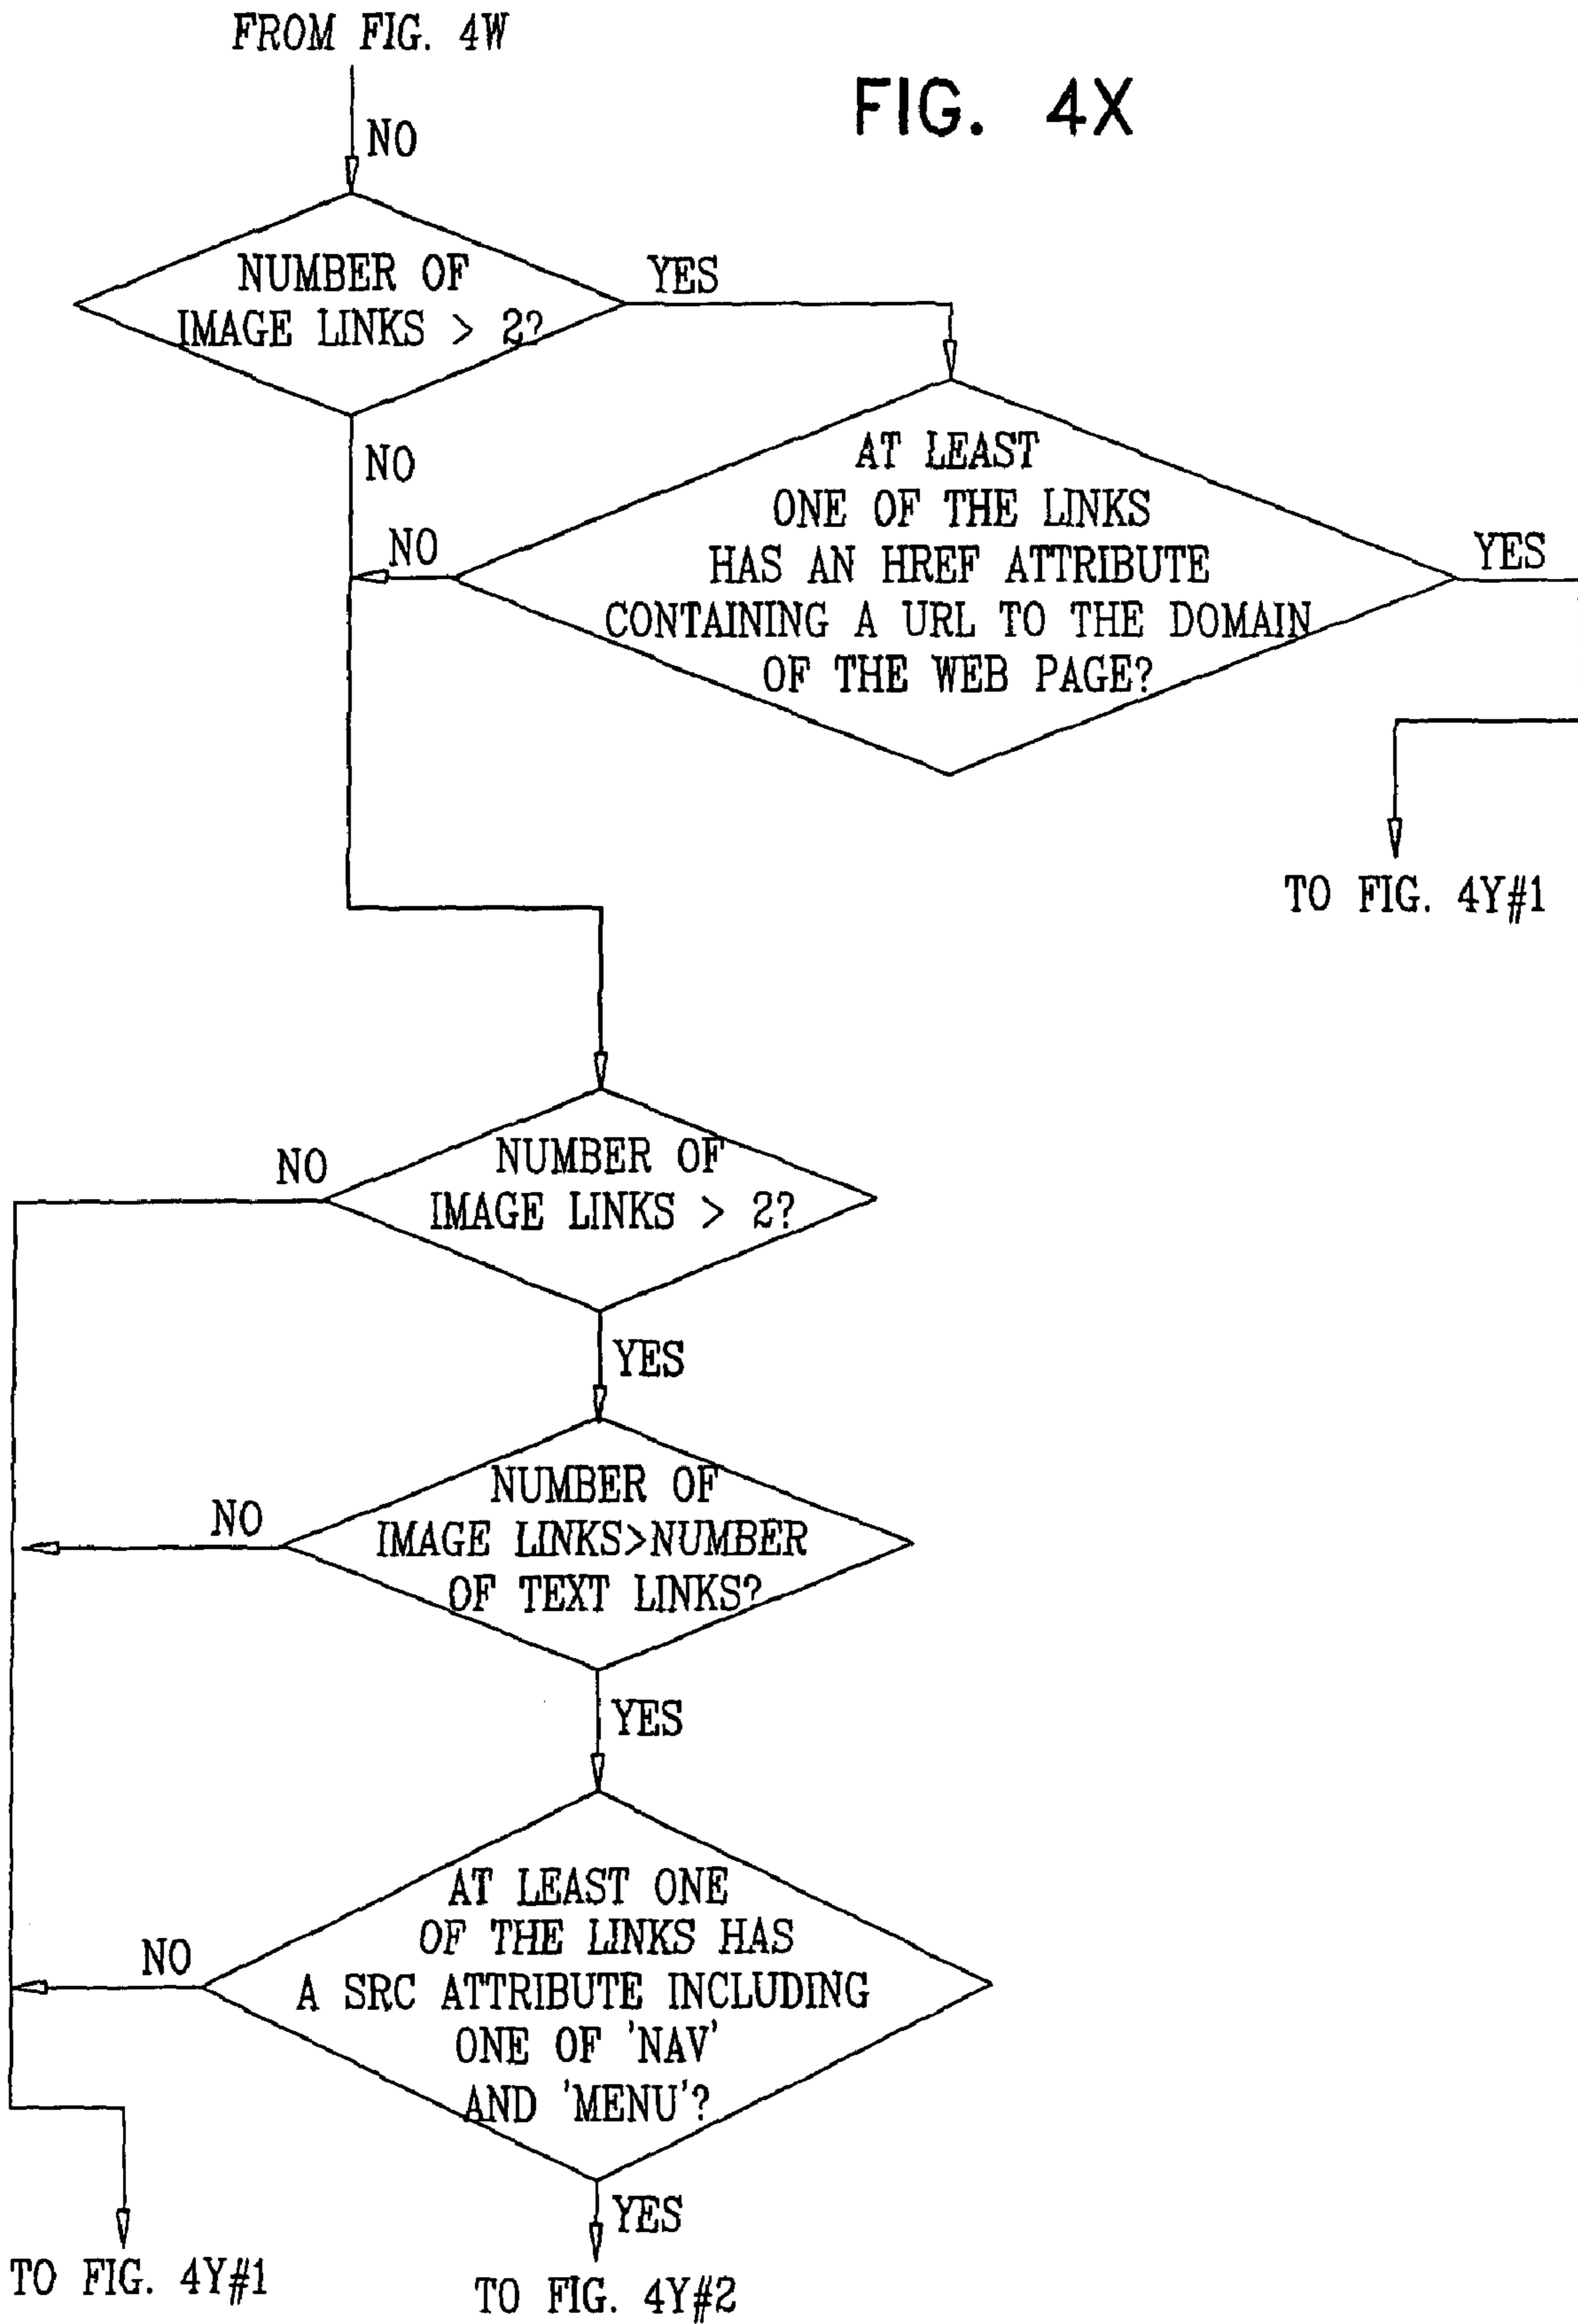 FROM FIG. 4W
FIG. 4X
NO
NUMBER OF
IMAGE LINKS > 2?
YES
NO
AT LEAST
ONE OF THE LINKS
HAS AN HREF ATTRIBUTE
CONTAINING A URL TO THE DOMAIN
OF THE WEB PAGE?
NO
YES
TO FIG. 4Y#1
NUMBER OF
IMAGE LINKS > 2?
NO
YES
NUMBER OF
IMAGE LINKS>NUMBER
OF TEXT LINKS?
NO
YES
AT LEAST ONE
OF THE LINKS HAS
A SRC ATTRIBUTE INCLUDING
ONE OF 'NAV'
AND 'MENU'?
NO
YES
TO FIG. 4Y#1
TO FIG. 4Y#2